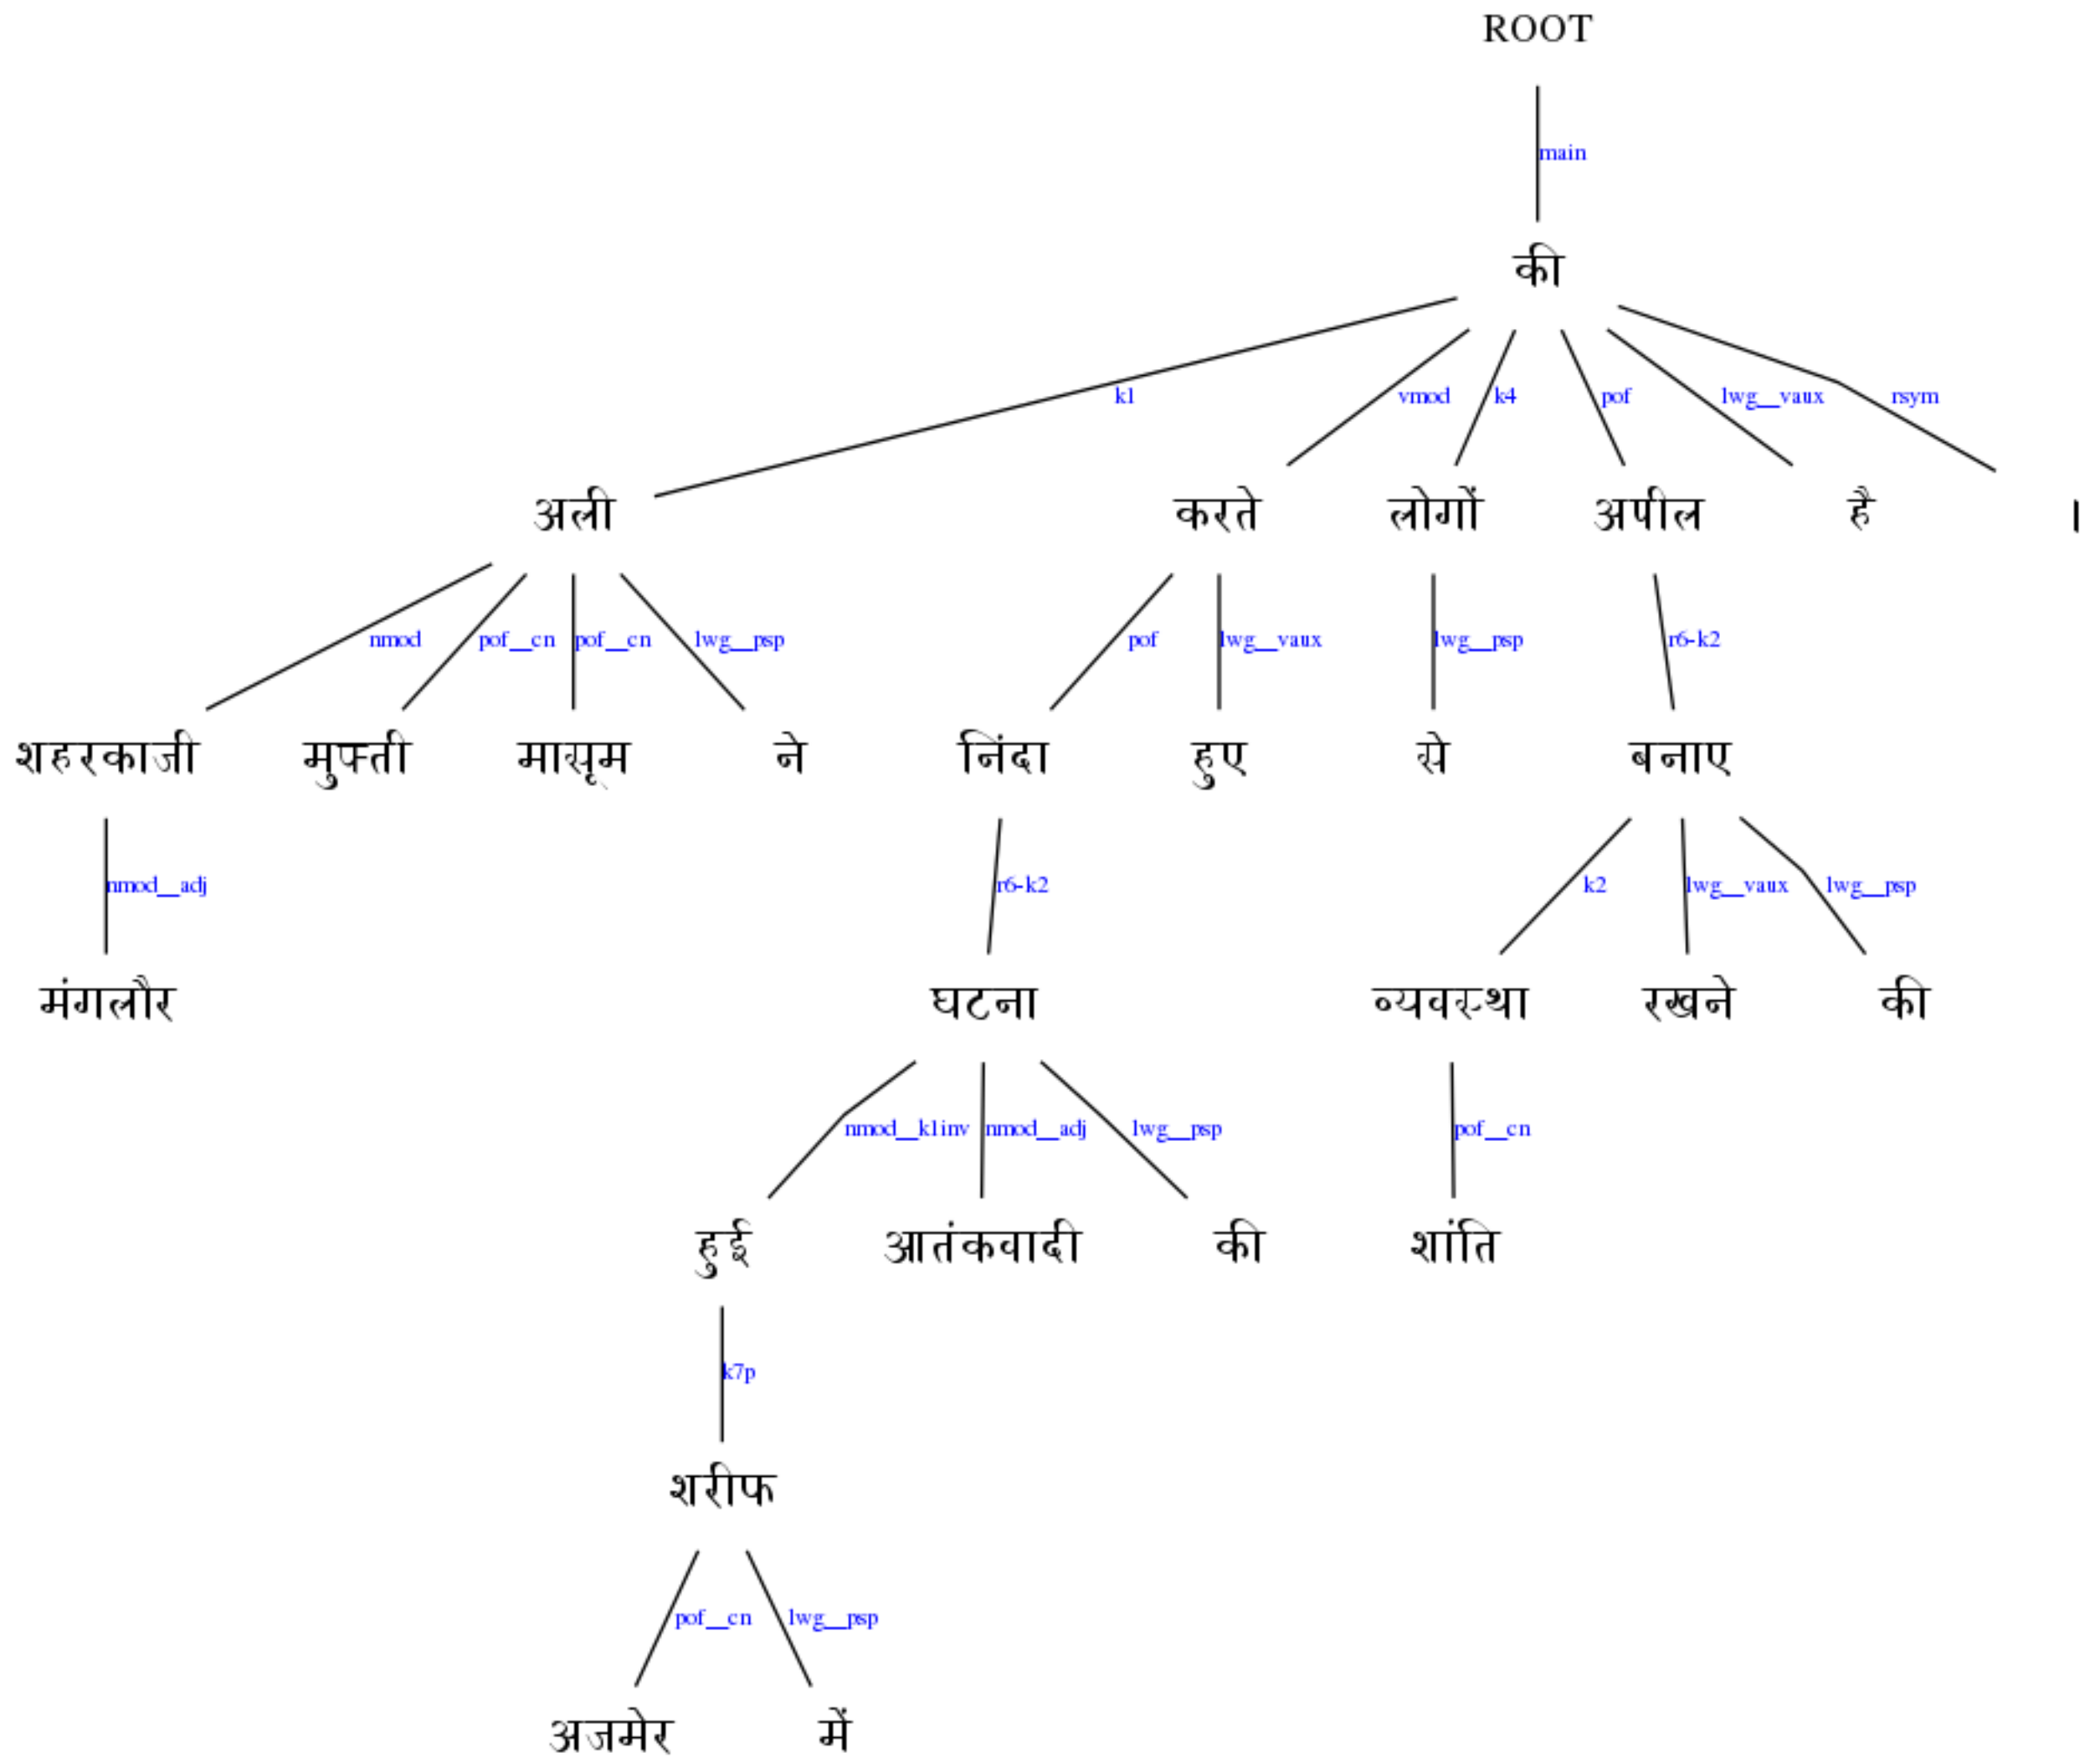 ROOT
main
की
k1 vmod k4 pof lwg__vaux rsym
अली करते लोगों अपील है ।
nmod pof__cn pof__cn lwg__psp pof lwg__vaux lwg__psp r6-k2
शहरकाजी मुफ्ती मासूम ने निंदा हुए से बनाए
nmod__adj r6-k2 k2 lwg__vaux lwg__psp
मंगलौर घटना व्यवस्था रखने की
nmod__k1inv nmod__adj lwg__psp pof__cn
हुई आतंकवादी की शांति
k7p
शरीफ
pof__cn lwg__psp
अजमेर में